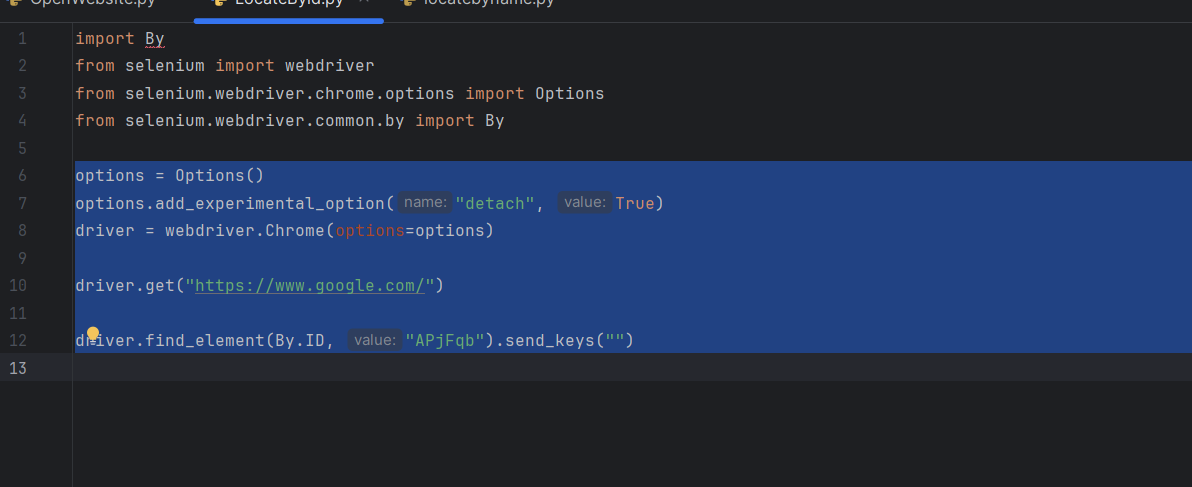 OpenWebsite.py LocateById.py locatebyname.py
1 import By
2 from selenium import webdriver
3 from selenium.webdriver.chrome.options import Options
4 from selenium.webdriver.common.by import By
5
6 options = Options()
7 options.add_experimental_option( name: "detach", value: True)
8 driver = webdriver.Chrome(options=options)
9
10 driver.get("https://www.google.com/")
11
12 driver.find_element(By.ID, value: "APjFqb").send_keys("")
13